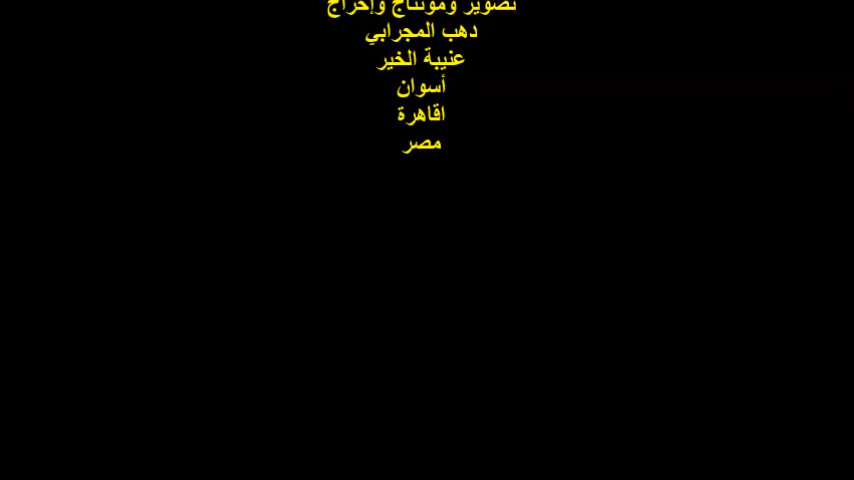 تصوير ومونتاج وإخراج
دهب المجرابي
عنيبة الخير
أسوان
اقاهرة
مصر